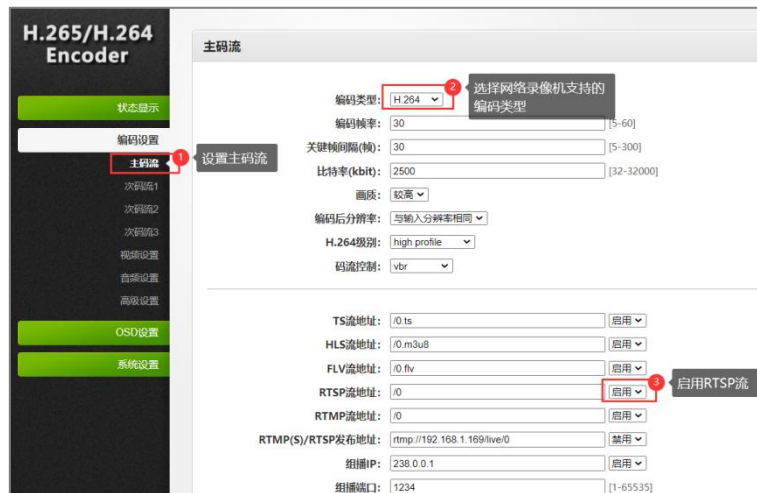 H.265/H.264
Encoder
状态显示
编码设置
主码流
次码流1
次码流2
次码流3
视频设置
音频设置
高级设置
OSD设置
系统设置
1 设置主码流
主码流
编码类型: H.264
2 选择网络录像机支持的
编码类型
编码帧率: 30 [5-60]
关键帧间隔(帧): 30 [5-300]
比特率(kbit): 2500 [32-32000]
画质: 较高
编码后分辨率: 与输入分辨率相同
H.264级别: high profile
码流控制: vbr
TS流地址: /0.ts 启用
HLS流地址: /0.m3u8 启用
FLV流地址: /0.flv 启用
RTSP流地址: /0 启用 3 启用RTSP流
RTMP流地址: /0 启用
RTMP(S)/RTSP发布地址: rtmp://192.168.1.169/live/0 禁用
组播IP: 238.0.0.1 启用
组播端口: 1234 [1-65535]